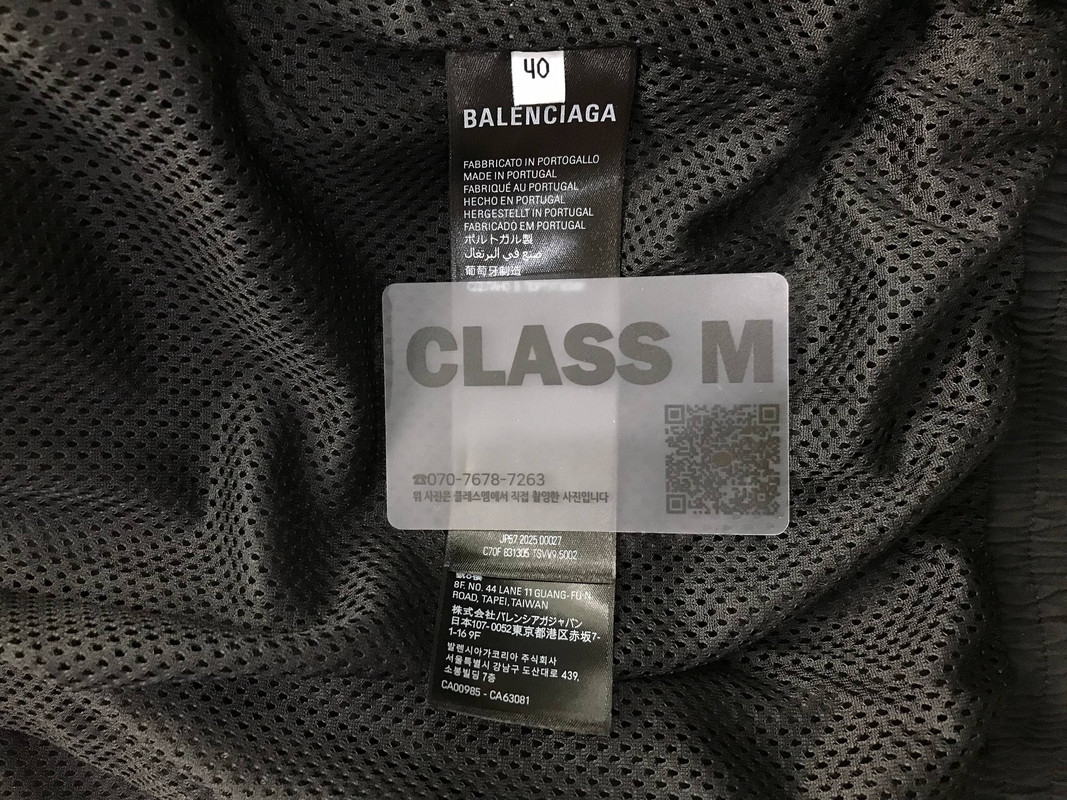 40
BALENCIAGA
FABBRICATO IN PORTOGALLO
MADE IN PORTUGAL
FABRIQUÉ AU PORTUGAL
HECHO EN PORTUGAL
HERGESTELLT IN PORTUGAL
FABRICADO EM PORTUGAL
ポルトガル製
صنع في البرتغال
葡萄牙制造
CLASS M
☎070-7678-7263
위 사진은 클래스엠에서 직접 촬영한 사진입니다
JP57 2025 00027
C70F 831305 TSVV9 5002
8F. NO. 44 LANE 11 GUANG-FU N.
ROAD, TAPEI, TAIWAN
株式会社バレンシアガジャパン
日本107-0052東京都港区赤坂7-
1-16 9F
발렌시아가코리아 주식회사
서울특별시 강남구 도산대로 439,
소봉빌딩 7층
CA00985 - CA63081